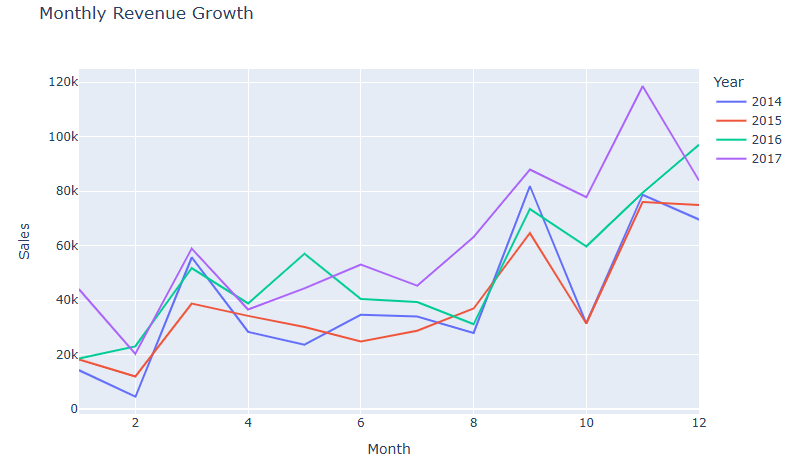 Monthly Revenue Growth
120k
100k
80k
60k
40k
20k
0
Sales
2
4
6
8
10
12
Month
Year
2014
2015
2016
2017